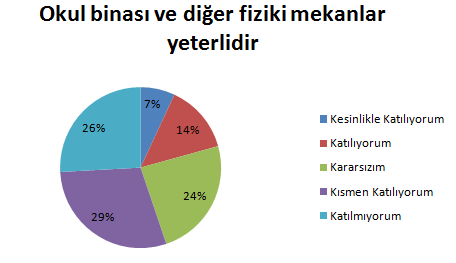 Okul binası ve diğer fiziki mekanlar
yeterlidir
7%
14%
24%
29%
26%
Kesinlikle Katılıyorum
Katılıyorum
Kararsızım
Kısmen Katılıyorum
Katılmıyorum